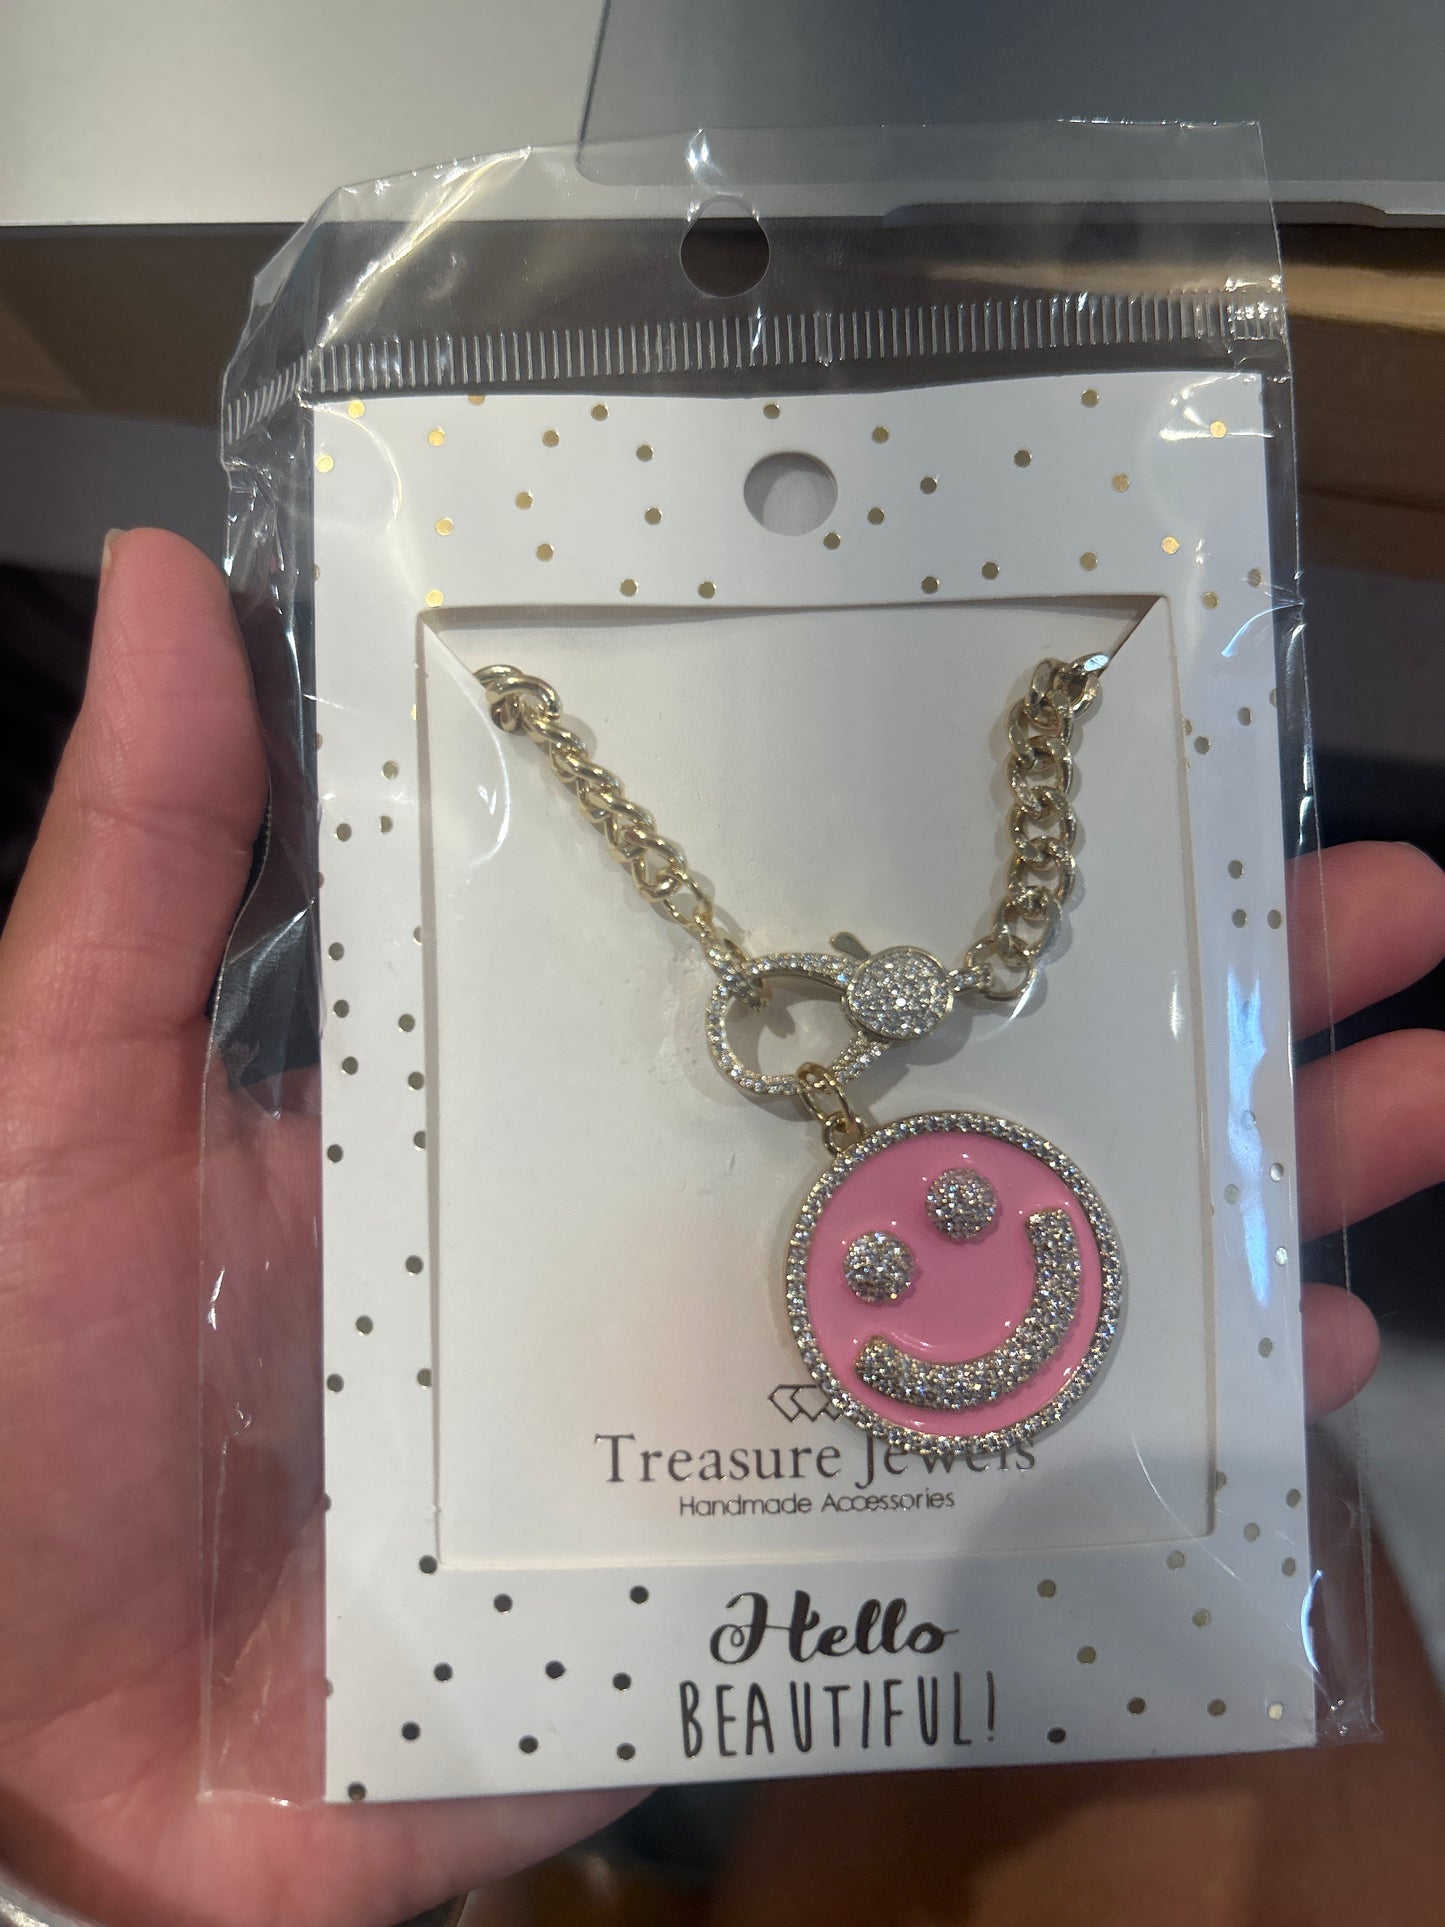 Treasure Jewels
Handmade Accessories
Hello
BEAUTIFUL!